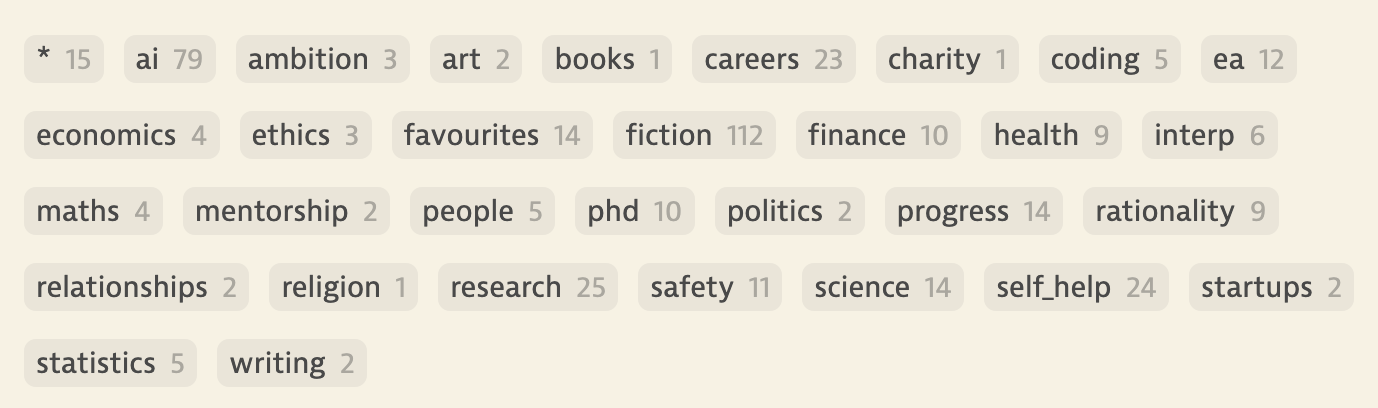 * 15 ai 79 ambition 3 art 2 books 1 careers 23 charity 1 coding 5 ea 12
economics 4 ethics 3 favourites 14 fiction 112 finance 10 health 9 interp 6
maths 4 mentorship 2 people 5 phd 10 politics 2 progress 14 rationality 9
relationships 2 religion 1 research 25 safety 11 science 14 self_help 24 startups 2
statistics 5 writing 2